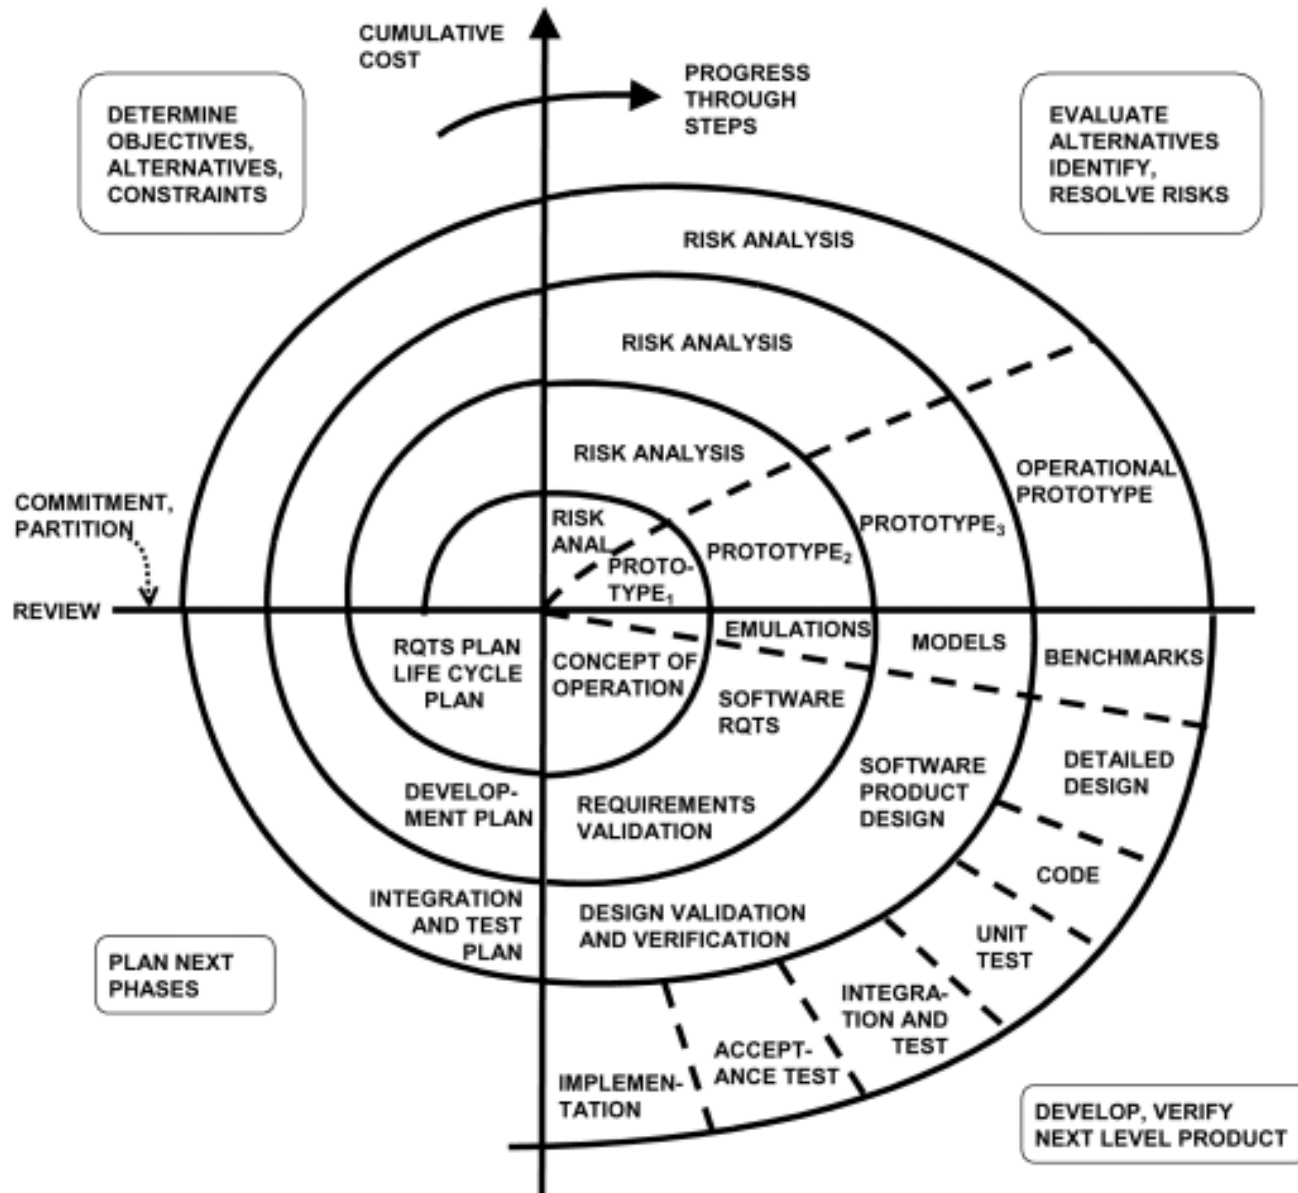 CUMULATIVE
COST
PROGRESS
THROUGH
STEPS
DETERMINE
OBJECTIVES,
ALTERNATIVES,
CONSTRAINTS
EVALUATE
ALTERNATIVES
IDENTIFY,
RESOLVE RISKS
RISK ANALYSIS
RISK ANALYSIS
RISK ANALYSIS
RISK
ANAL.
PROTO-
TYPE₁
PROTOTYPE₂
PROTOTYPE₃
OPERATIONAL
PROTOTYPE
COMMITMENT,
PARTITION
REVIEW
EMULATIONS
MODELS
BENCHMARKS
RQTS PLAN
LIFE CYCLE
PLAN
CONCEPT OF
OPERATION
SOFTWARE
RQTS
SOFTWARE
PRODUCT
DESIGN
DETAILED
DESIGN
DEVELOP-
MENT PLAN
REQUIREMENTS
VALIDATION
CODE
INTEGRATION
AND TEST
PLAN
DESIGN VALIDATION
AND VERIFICATION
UNIT
TEST
INTEGRA-
TION AND
TEST
ACCEPT-
ANCE TEST
IMPLEMEN-
TATION
PLAN NEXT
PHASES
DEVELOP, VERIFY
NEXT LEVEL PRODUCT